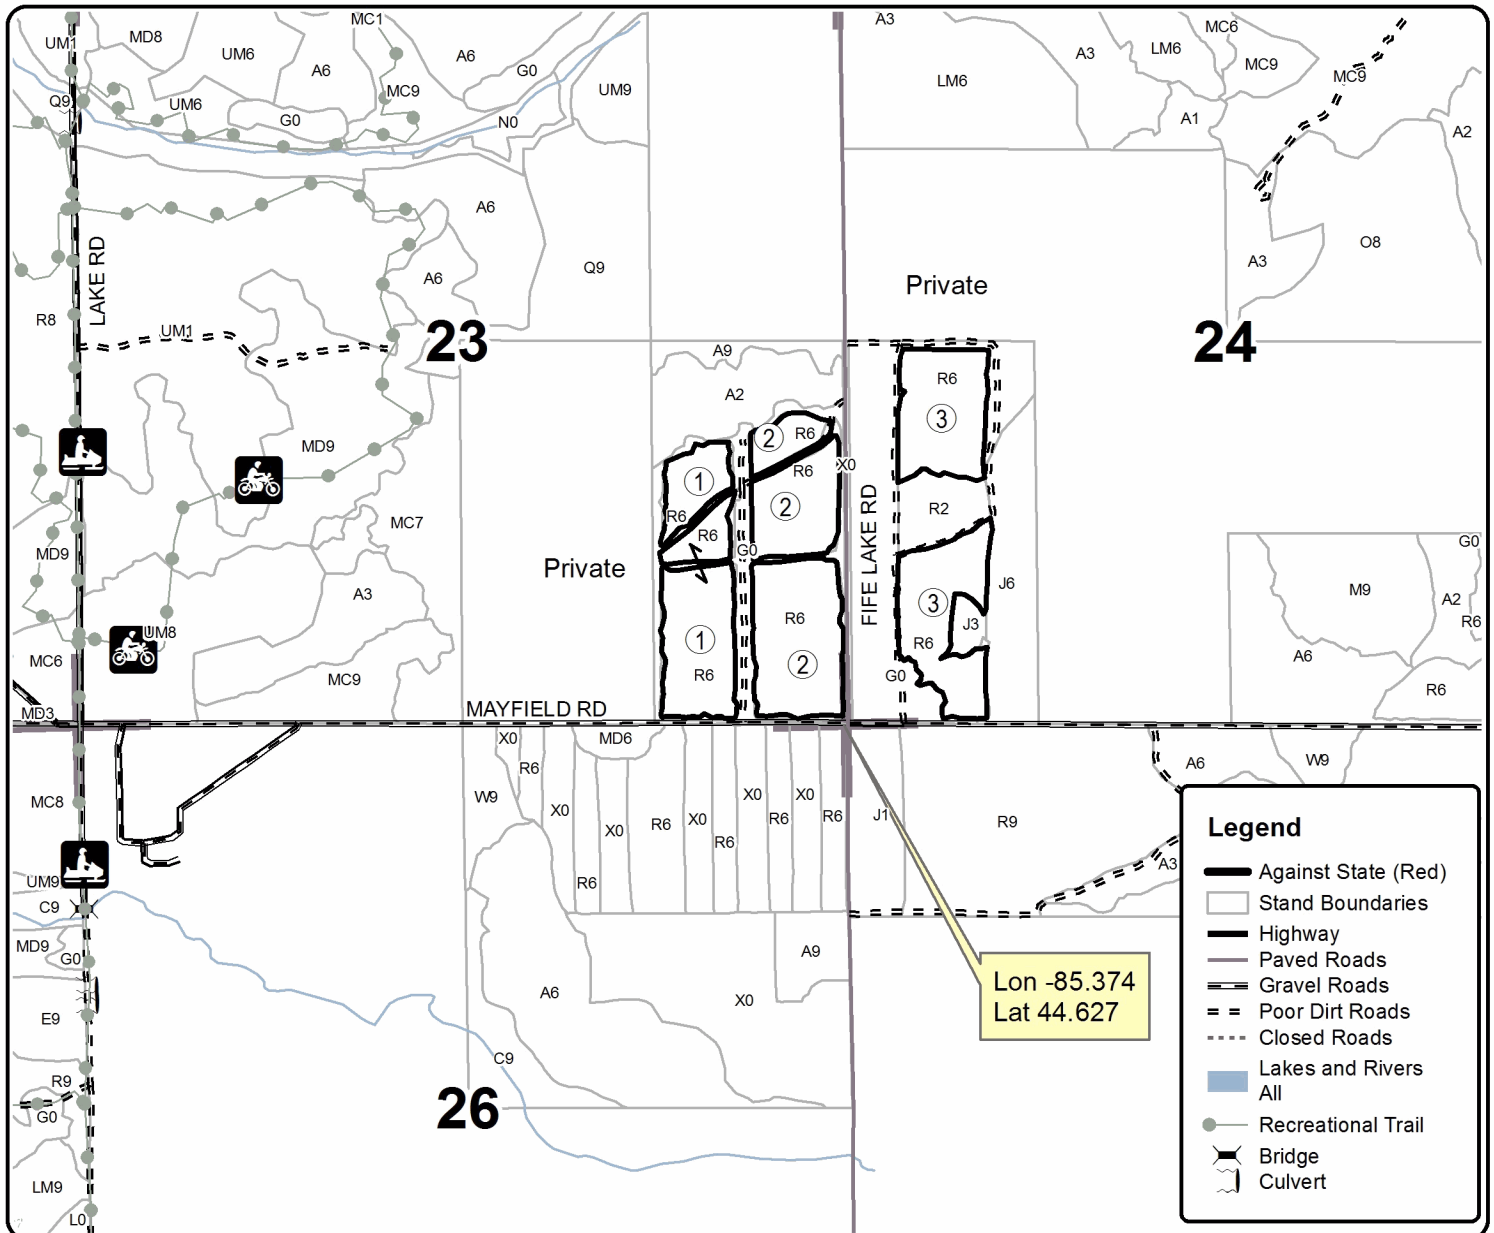 MC1
A3
MC6
UM1
MD8
UM6
A6
A6
G0
A3
LM6
MC9
MC9
LM6
UM9
Q9
UM6
MC9
G0
N0
A1
A2
A6
Q9
A6
LAKE RD
O8
A3
Private
R8
UM1
23
24
A9
R6
A2
3
2
R6
MD9
X0
R6
1
2
R6
R6
R2
MC7
FIFE LAKE RD
G0
G0
MD9
Private
J6
A3
M9
A2
3
R6
R6
J3
UM8
1
2
R6
A6
MC6
R6
G0
MC9
R6
MAYFIELD RD
MD3
X0
MD6
R6
A6
W9
W9
X0
X0
MC8
X0
X0
R6
X0
R6
R6
J1
R9
R6
A3
UM9
R6
C9
MD9
G0
A9
A6
X0
E9
C9
R9
G0
26
LM9
L0
Lon -85.374
Lat 44.627
Legend
Against State (Red)
Stand Boundaries
Highway
Paved Roads
Gravel Roads
Poor Dirt Roads
Closed Roads
Lakes and Rivers
All
Recreational Trail
Bridge
Culvert